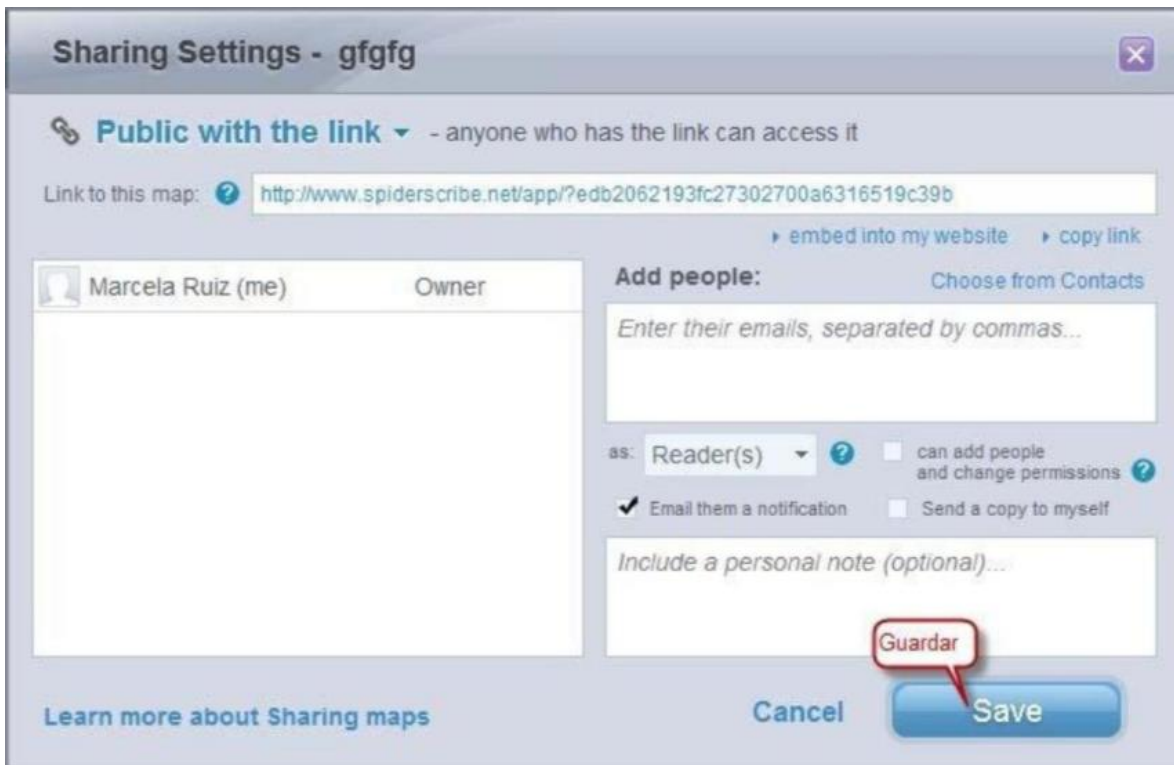 Sharing Settings - gfgfg
Public with the link - anyone who has the link can access it
Link to this map: ? http://www.spiderscribe.net/app/?edb2062193fc27302700a6316519c39b
embed into my website copy link
Marcela Ruiz (me) Owner
Add people: Choose from Contacts
Enter their emails, separated by commas...
as: Reader(s) ? can add people
and change permissions ?
Email them a notification Send a copy to myself
Include a personal note (optional)...
Guardar
Learn more about Sharing maps Cancel Save